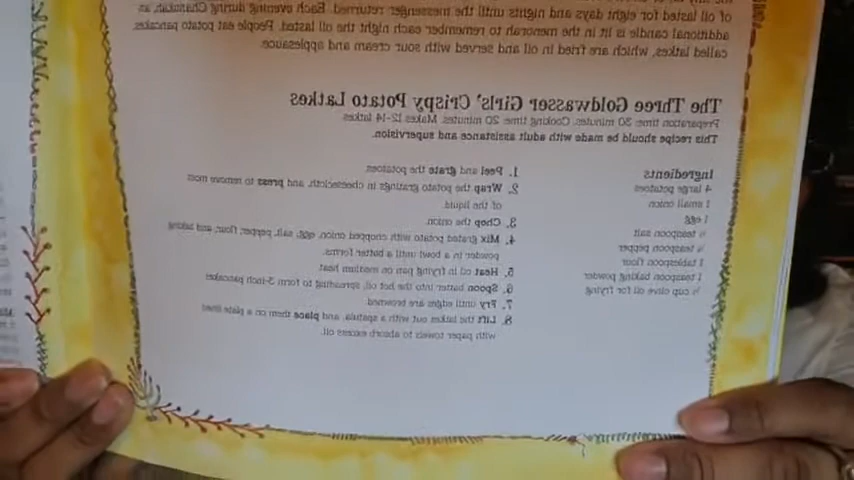 of oil lasted for eight days and nights until the messenger returned. Each evening during Chanukah, an
additional candle is lit in the menorah to remember each night the oil lasted. People eat potato pancakes
called latkes, which are fried in oil and served with sour cream and applesauce.
The Three Goldwasser Girls' Crispy Potato Latkes
Preparation time: 30 minutes. Cooking time: 20 minutes. Makes 12-14 latkes
This recipe should be made with adult assistance and supervision.
Ingredients
4 large potatoes
1 small onion
1 egg
teaspoon salt
teaspoon pepper
1 tablespoon flour
1 teaspoon baking powder
cup olive oil for frying
1. Peel and grate the potatoes.
2. Wrap the potato gratings in cheesecloth, and press to remove most
of the liquid.
3. Chop the onion.
4. Mix grated potato with chopped onion, egg, salt, pepper, flour, and baking
powder in a bowl until a batter forms.
5. Heat oil in frying pan on medium heat.
6. Spoon batter into the hot oil, spreading to form 3-inch pancakes.
7. Fry until edges are browned.
8. Lift the latkes out with a spatula, and place them on a plate lined
with paper towels to absorb excess oil.